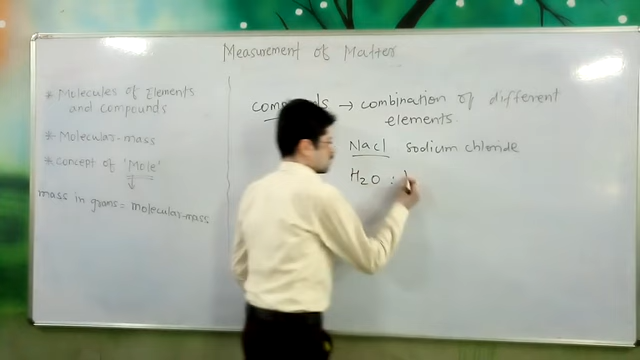 Measurement of Matter
* Molecules of Elements
and compounds
* Molecular-mass
* concept of 'Mole'
mass in grams = molecular-mass
compounds → combination of different
elements.
NaCl sodium chloride
H2O :